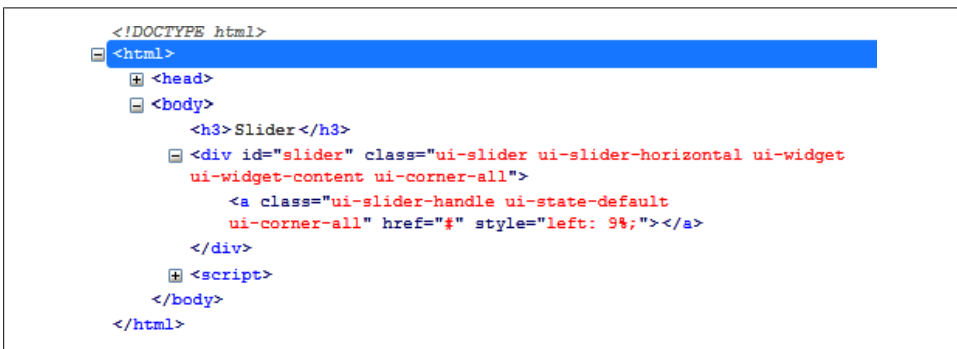 <!DOCTYPE html>
<html>
<head>
<body>
<h3>Slider</h3>
<div id="slider" class="ui-slider ui-slider-horizontal ui-widget
ui-widget-content ui-corner-all">
<a class="ui-slider-handle ui-state-default
ui-corner-all" href="#" style="left: 9%;"></a>
</div>
<script>
</body>
</html>